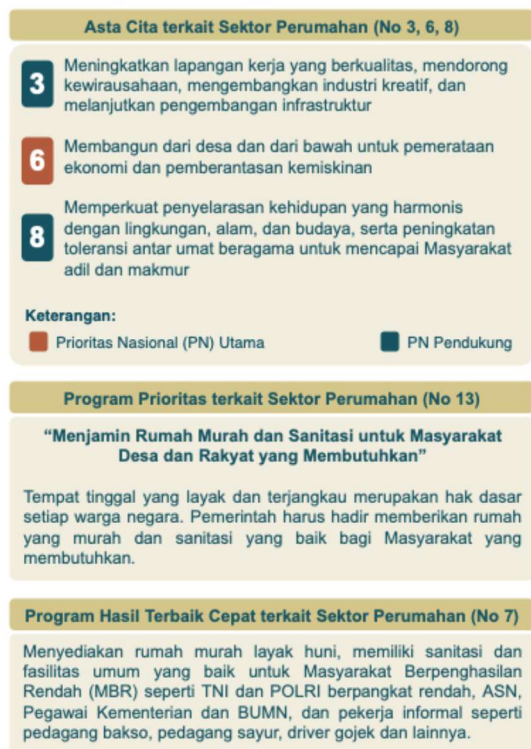 Asta Cita terkait Sektor Perumahan (No 3, 6, 8)
3
Meningkatkan lapangan kerja yang berkualitas, mendorong
kewirausahaan, mengembangkan industri kreatif, dan
melanjutkan pengembangan infrastruktur
6
Membangun dari desa dan dari bawah untuk pemerataan
ekonomi dan pemberantasan kemiskinan
8
Memperkuat penyelarasan kehidupan yang harmonis
dengan lingkungan, alam, dan budaya, serta peningkatan
toleransi antar umat beragama untuk mencapai Masyarakat
adil dan makmur
Keterangan:
Prioritas Nasional (PN) Utama
PN Pendukung
Program Prioritas terkait Sektor Perumahan (No 13)
“Menjamin Rumah Murah dan Sanitasi untuk Masyarakat
Desa dan Rakyat yang Membutuhkan”
Tempat tinggal yang layak dan terjangkau merupakan hak dasar
setiap warga negara. Pemerintah harus hadir memberikan rumah
yang murah dan sanitasi yang baik bagi Masyarakat yang
membutuhkan.
Program Hasil Terbaik Cepat terkait Sektor Perumahan (No 7)
Menyediakan rumah murah layak huni, memiliki sanitasi dan
fasilitas umum yang baik untuk Masyarakat Berpenghasilan
Rendah (MBR) seperti TNI dan POLRI berpangkat rendah, ASN,
Pegawai Kementerian dan BUMN, dan pekerja informal seperti
pedagang bakso, pedagang sayur, driver gojek dan lainnya.